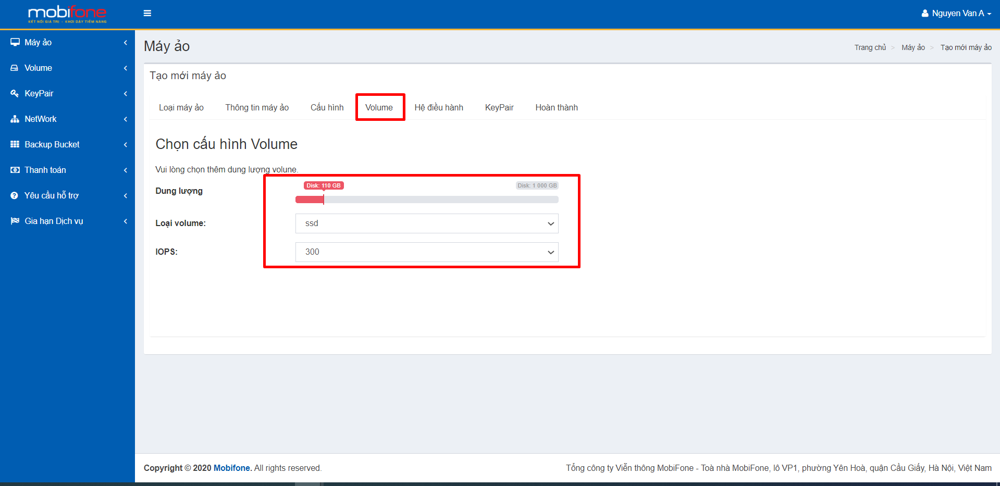 mobifone
KẾT NỐI GIÁ TRỊ - KHƠI DẬY TIỀM NĂNG
Nguyen Van A
Máy ảo
Volume
KeyPair
NetWork
Backup Bucket
Thanh toán
Yêu cầu hỗ trợ
Gia hạn Dịch vụ
Máy ảo
Trang chủ > Máy ảo > Tạo mới máy ảo
Tạo mới máy ảo
Loại máy ảo Thông tin máy ảo Cấu hình Volume Hệ điều hành KeyPair Hoàn thành
Chọn cấu hình Volume
Vui lòng chọn thêm dung lượng volune.
Disk: 110 GB Disk: 1 000 GB
Dung lượng
Loại volume: ssd
IOPS: 300
Copyright © 2020 Mobifone. All rights reserved.
Tổng công ty Viễn thông MobiFone - Toà nhà MobiFone, lô VP1, phường Yên Hoà, quận Cầu Giấy, Hà Nội, Việt Nam